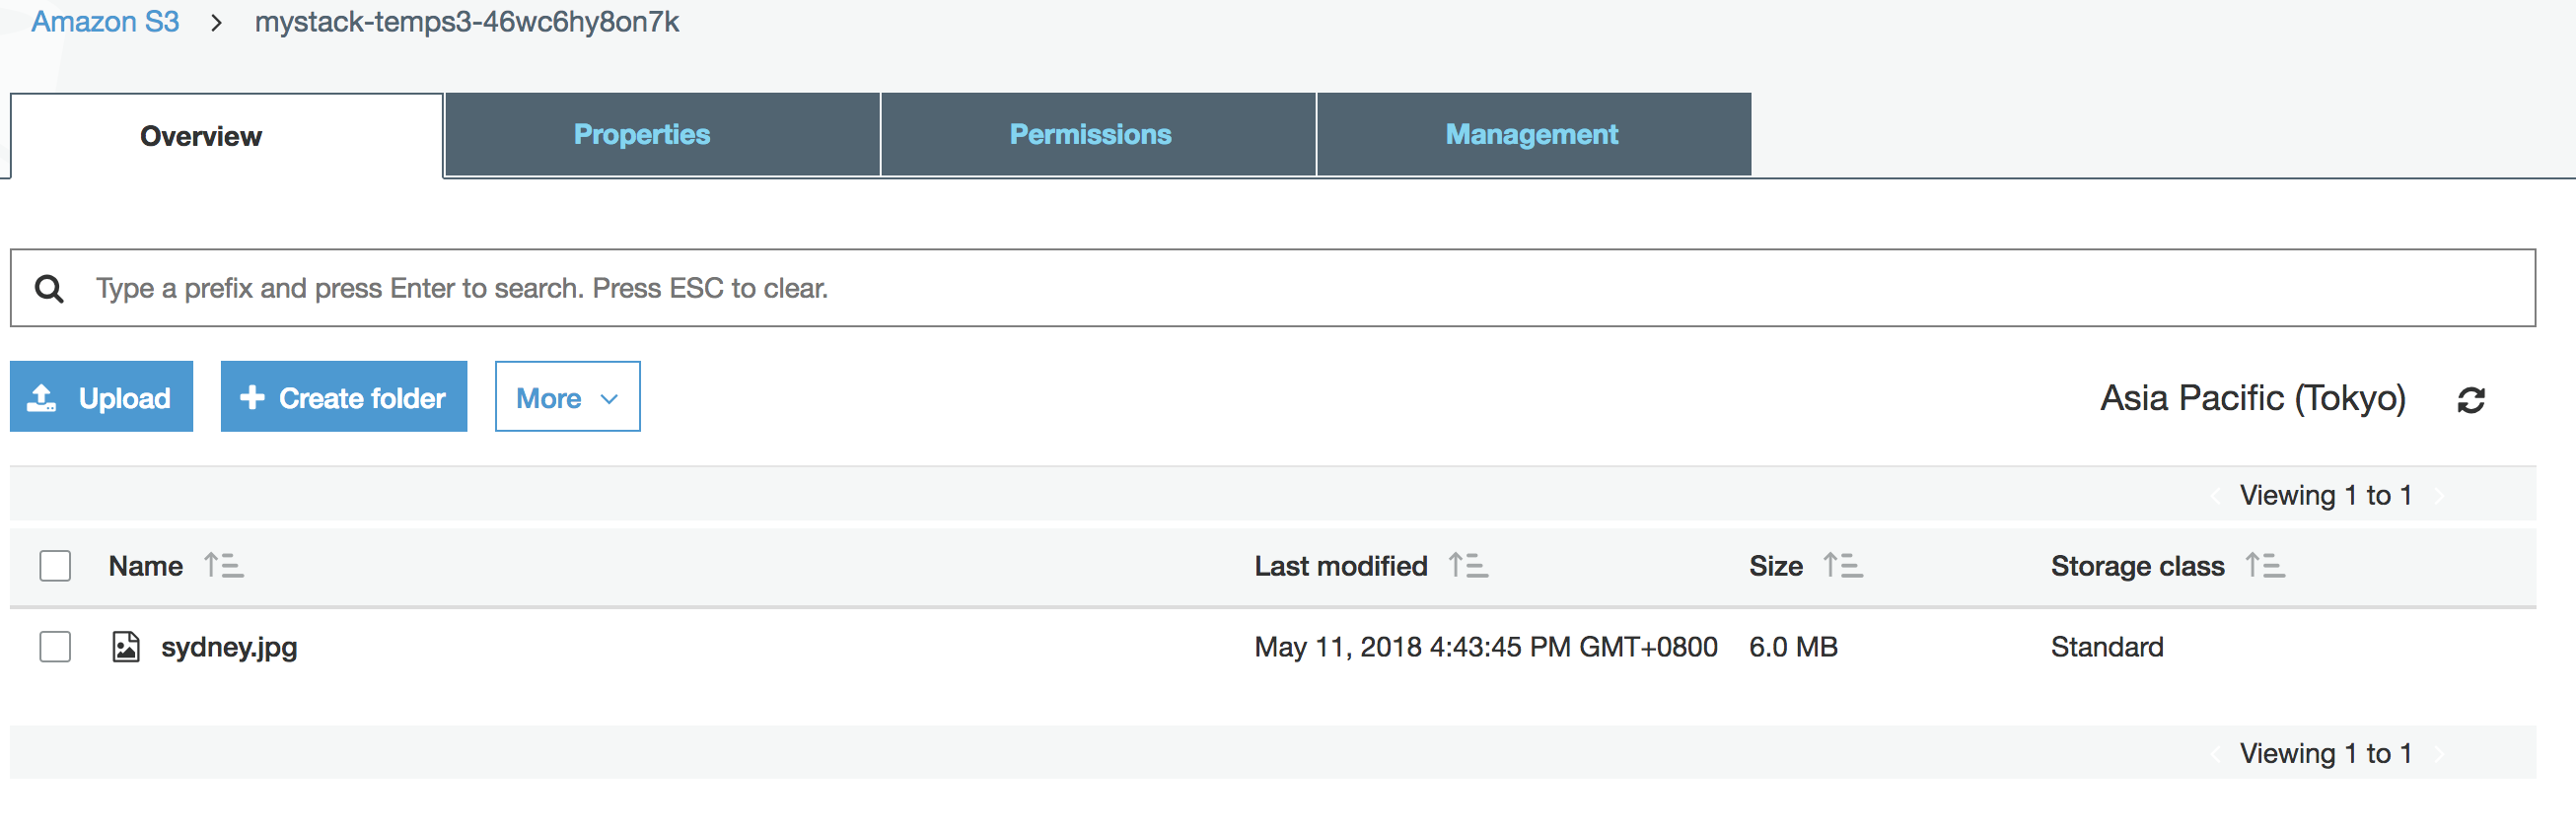 Amazon S3 > mystack-temps3-46wc6hy8on7k
Overview Properties Permissions Management
Type a prefix and press Enter to search. Press ESC to clear.
Upload + Create folder More Asia Pacific (Tokyo)
Viewing 1 to 1
Name Last modified Size Storage class
sydney.jpg May 11, 2018 4:43:45 PM GMT+0800 6.0 MB Standard
Viewing 1 to 1